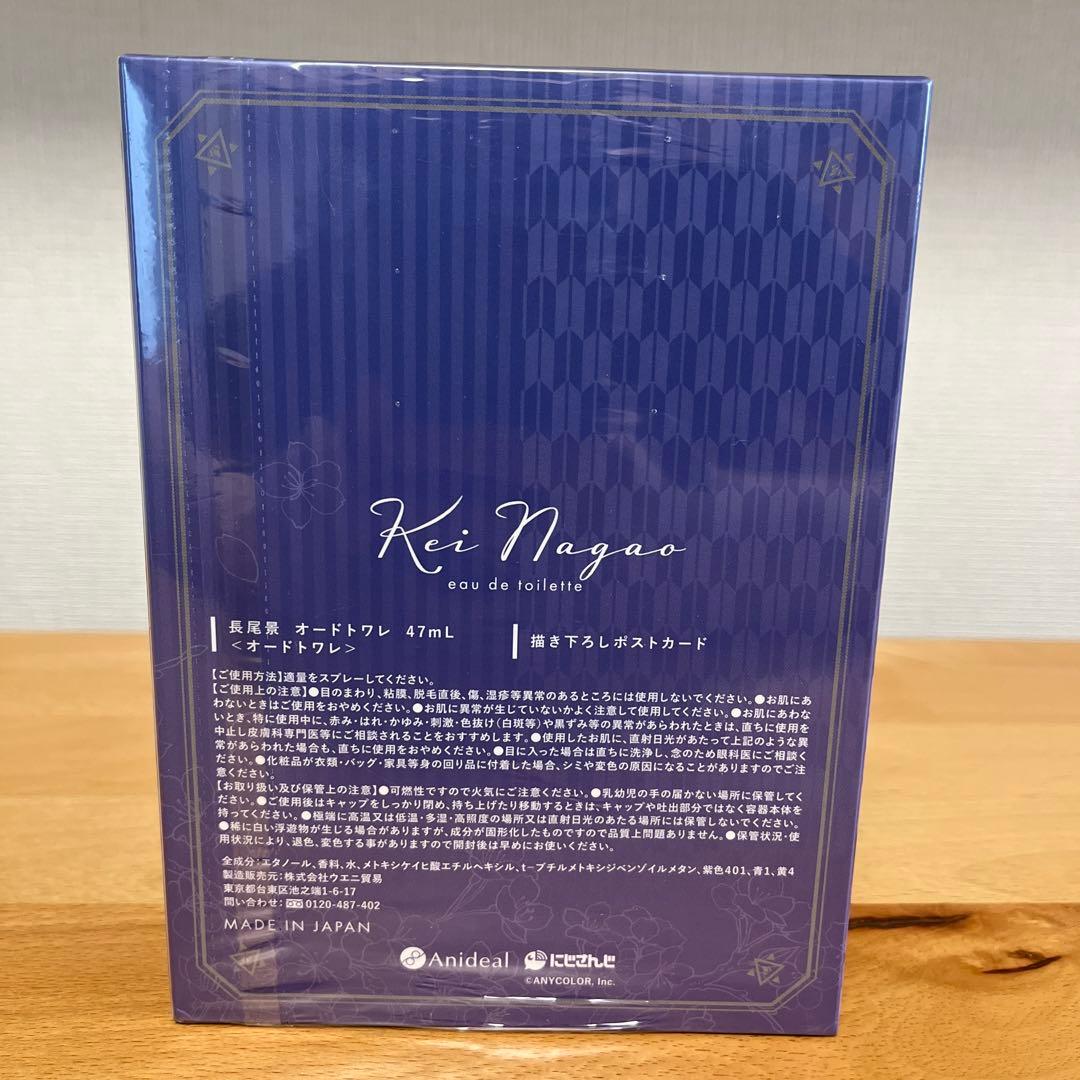 Kei Nagao
eau de toilette
長尾景 オードトワレ 47mL
＜オードトワレ＞
描き下ろしポストカード
【ご使用方法】適量をスプレーしてください。
【ご使用上の注意】●目のまわり、粘膜、脱毛直後、傷、湿疹等異常のあるところには使用しないでください。●お肌にあ
わないときはご使用をおやめください。●お肌に異常が生じていないかよく注意して使用してください。●お肌にあわな
いとき、特に使用中に、赤み・はれ・かゆみ・刺激・色抜け（白斑等）や黒ずみ等の異常があらわれたときは、直ちに使用を
中止し皮膚科専門医等にご相談されることをおすすめします。●使用したお肌に、直射日光があたって上記のような異
常があらわれた場合も、直ちに使用をおやめください。●目に入った場合は直ちに洗浄し、念のため眼科医にご相談く
ださい。●化粧品が衣類・バッグ・家具等身の回り品に付着した場合、シミや変色の原因になることがありますのでご注
意ください。
【お取り扱い及び保管上の注意】●可燃性ですので火気にご注意ください。●乳幼児の手の届かない場所に保管してく
ださい。●ご使用後はキャップをしっかり閉め、持ち上げたり移動するときは、キャップや吐出部分ではなく容器本体を
持ってください。●極端に高温又は低温・多湿・高照度の場所又は直射日光のあたる場所には保管しないでください。
●稀に白い浮遊物が生じる場合がありますが、成分が固形化したものですので品質上問題ありません。●保管状況・使
用状況により、退色、変色する事がありますので開封後は早めにお使いください。
全成分：エタノール、香料、水、メトキシケイヒ酸エチルヘキシル、t-ブチルメトキシジベンゾイルメタン、紫色401、青1、黄4
製造販売元：株式会社ウエニ貿易
東京都台東区池之端1-6-17
問い合わせ：0120-487-402
MADE IN JAPAN
Anideal にじさんじ
©ANYCOLOR, Inc.